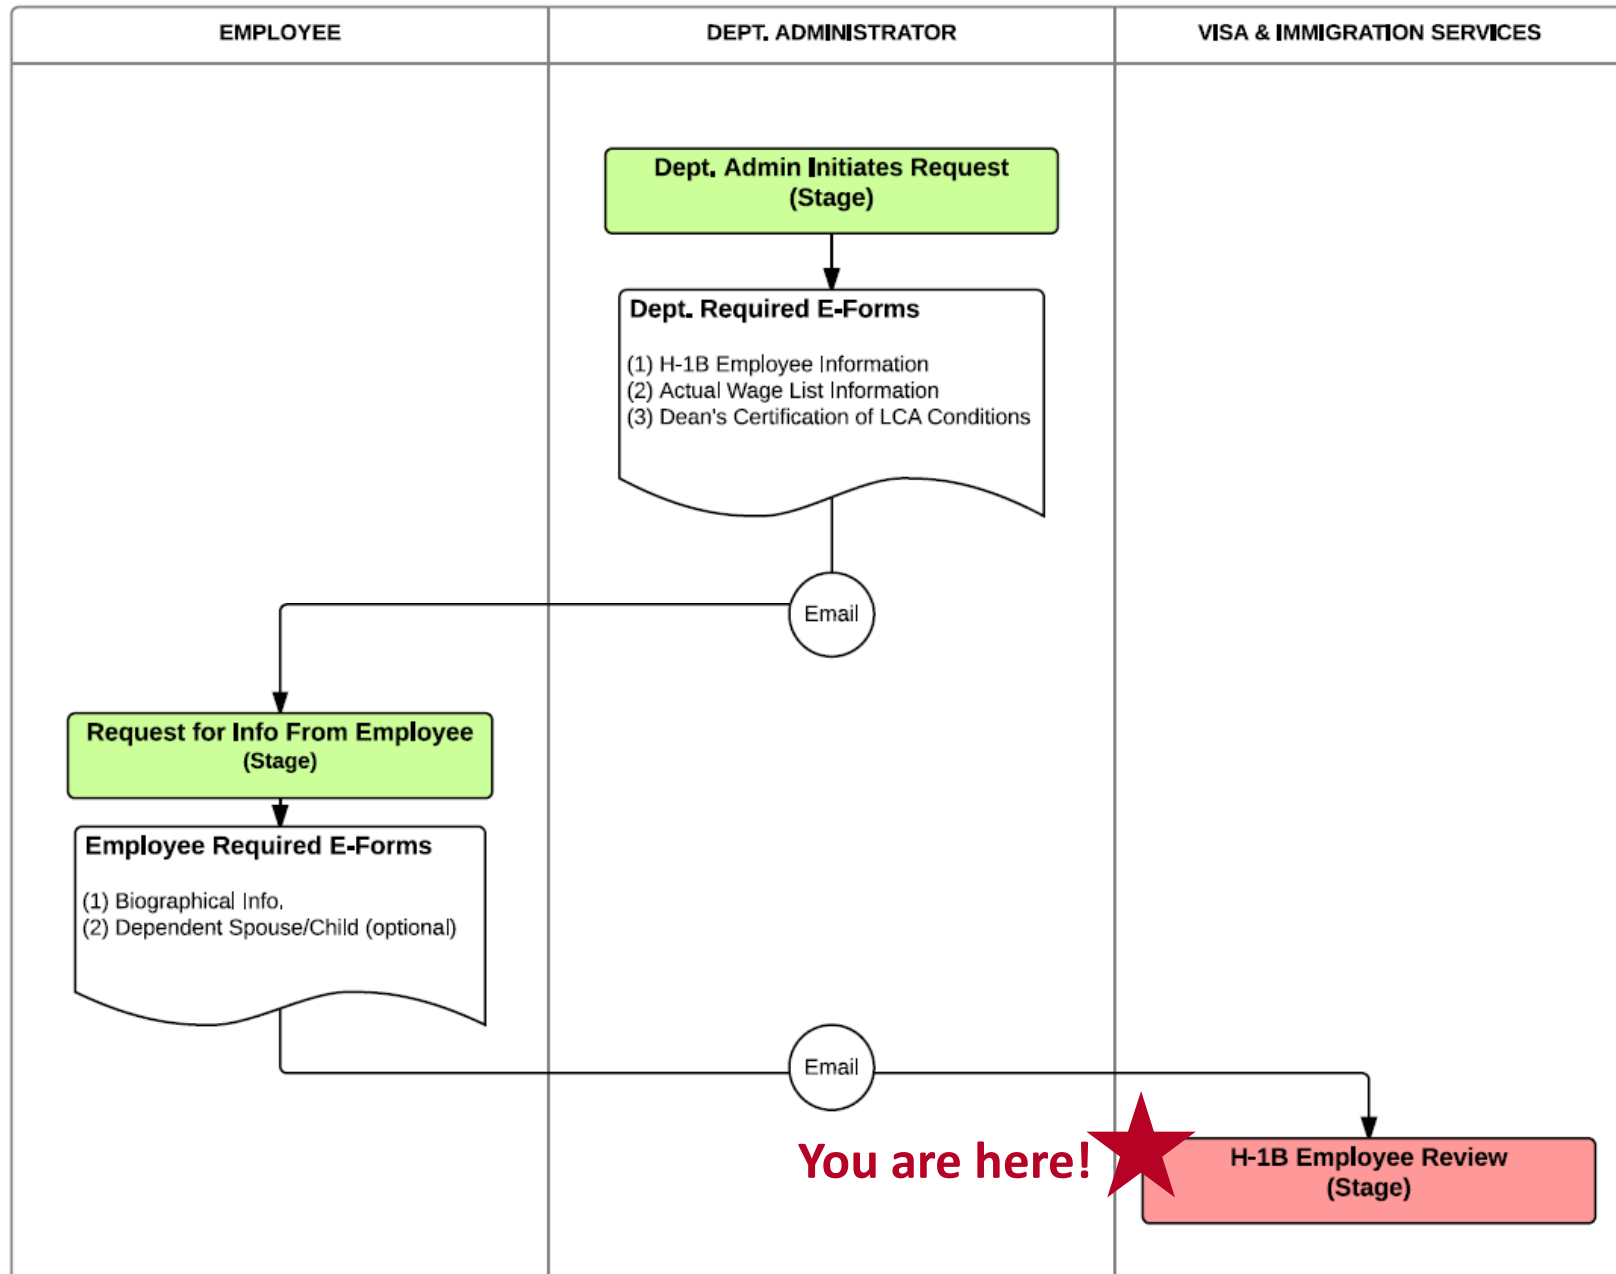 EMPLOYEE
DEPT. ADMINISTRATOR
VISA & IMMIGRATION SERVICES
Dept. Admin Initiates Request
(Stage)
Dept. Required E-Forms
(1) H-1B Employee Information
(2) Actual Wage List Information
(3) Dean's Certification of LCA Conditions
Email
Request for Info From Employee
(Stage)
Employee Required E-Forms
(1) Biographical Info.
(2) Dependent Spouse/Child (optional)
Email
You are here!
H-1B Employee Review
(Stage)